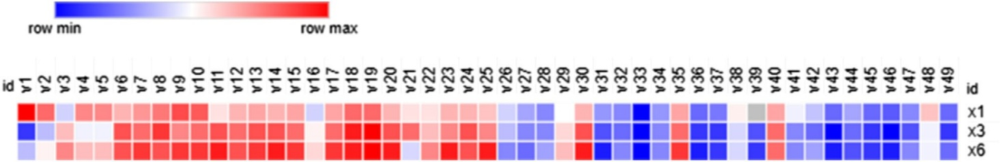 row min row max
id v1 v2 v3 v4 v5 v6 v7 v8 v9 v10 v11 v12 v13 v14 v15 v16 v17 v18 v19 v20 v21 v22 v23 v24 v25 v26 v27 v28 v29 v30 v31 v32 v33 v34 v35 v36 v37 v38 v39 v40 v41 v42 v43 v44 v45 v46 v47 v48 v49 id
x1
x3
x6